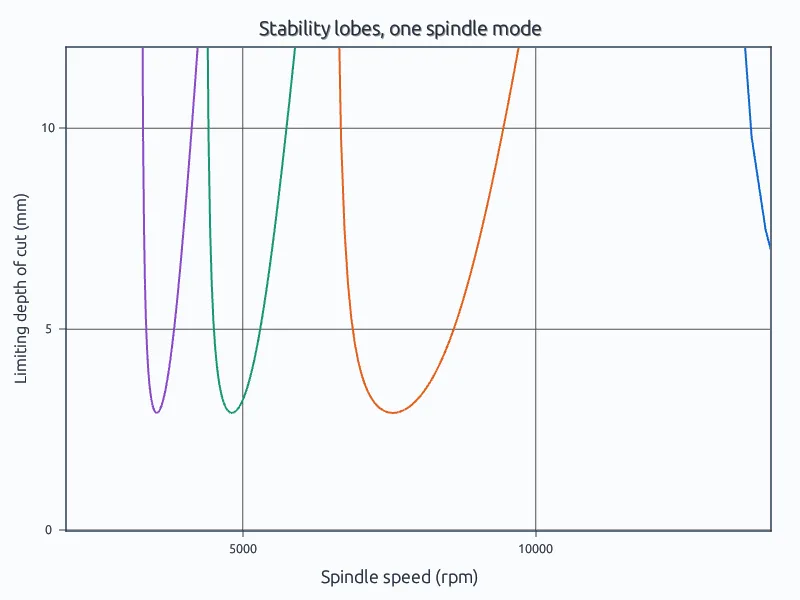 Stability lobes, one spindle mode
Limiting depth of cut (mm)
10
5
0
5000
10000
Spindle speed (rpm)